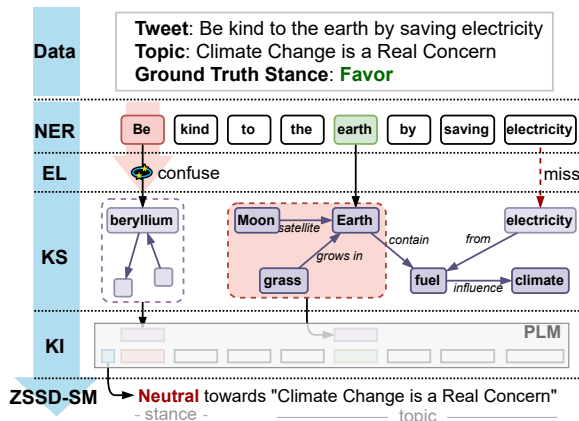 Data
Tweet: Be kind to the earth by saving electricity
Topic: Climate Change is a Real Concern
Ground Truth Stance: Favor
NER
Be kind to the earth by saving electricity
EL
confuse
miss
KS
beryllium
Moon
satellite
Earth
grass
grows in
contain
fuel
from
electricity
influence
climate
KI
PLM
ZSSD-SM
Neutral towards "Climate Change is a Real Concern"
stance
topic